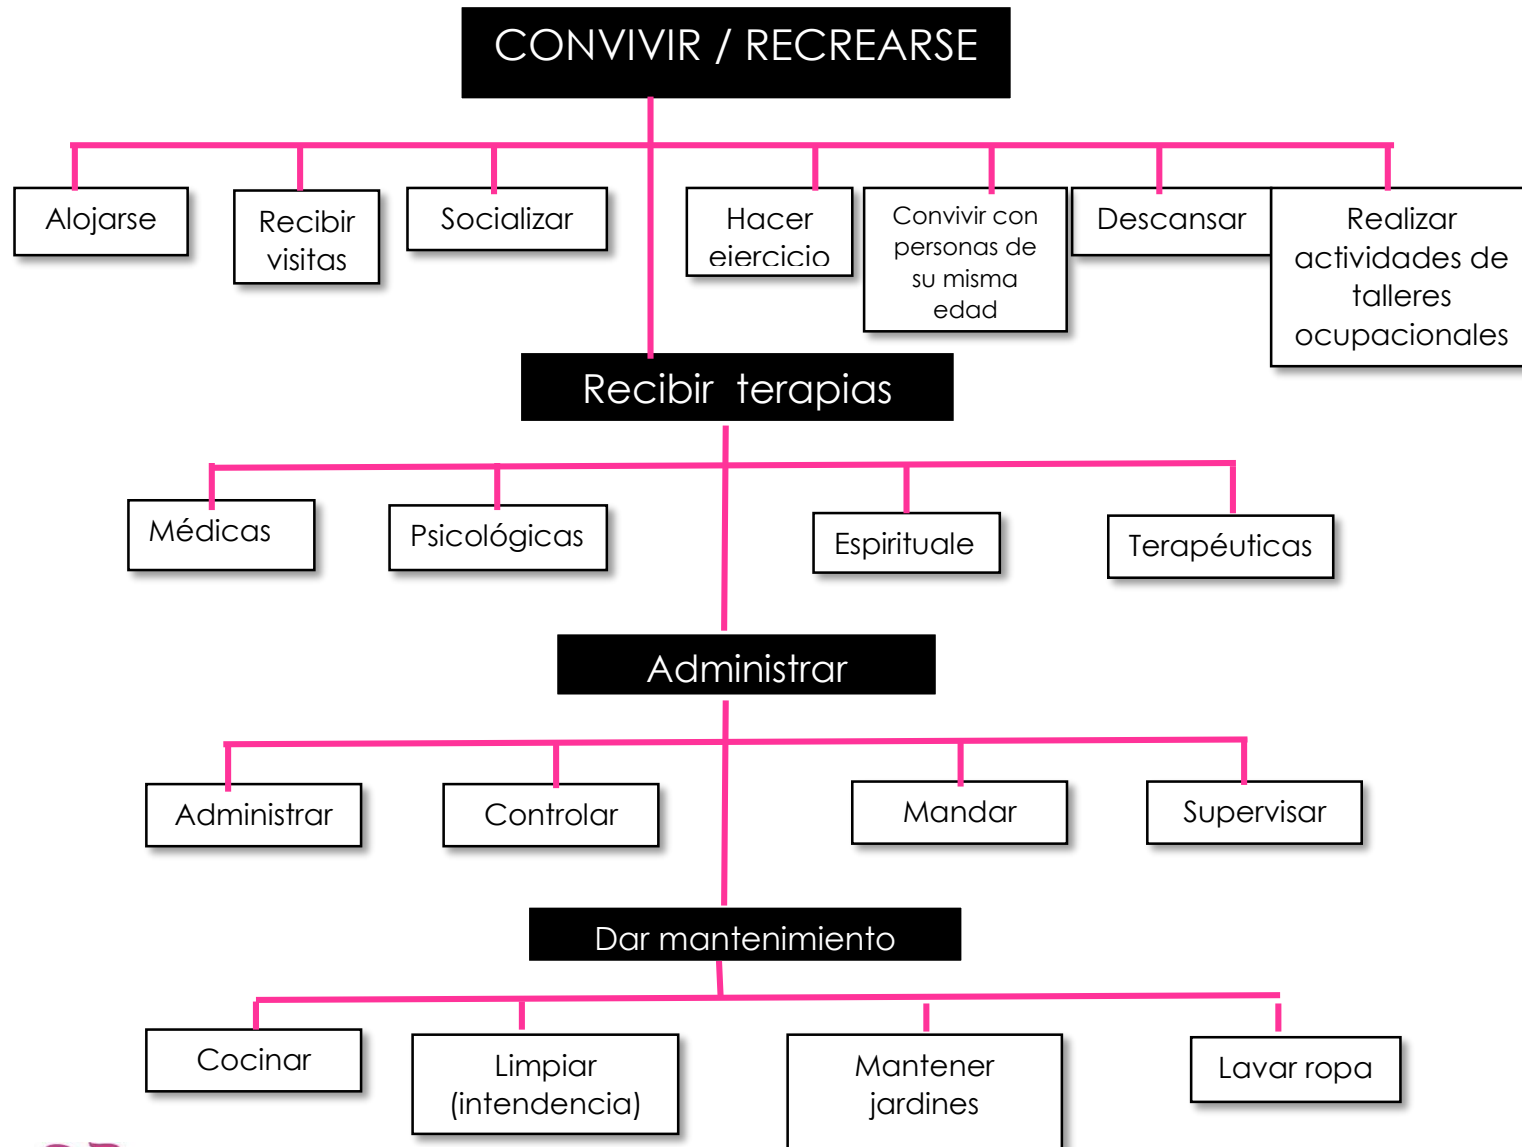 CONVIVIR / RECREARSE
Alojarse
Recibir
visitas
Socializar
Hacer
ejercicio
Convivir con
personas de
su misma
edad
Descansar
Realizar
actividades de
talleres
ocupacionales
Recibir terapias
Médicas
Psicológicas
Espirituale
Terapéuticas
Administrar
Administrar
Controlar
Mandar
Supervisar
Dar mantenimiento
Cocinar
Limpiar
(intendencia)
Mantener
jardines
Lavar ropa